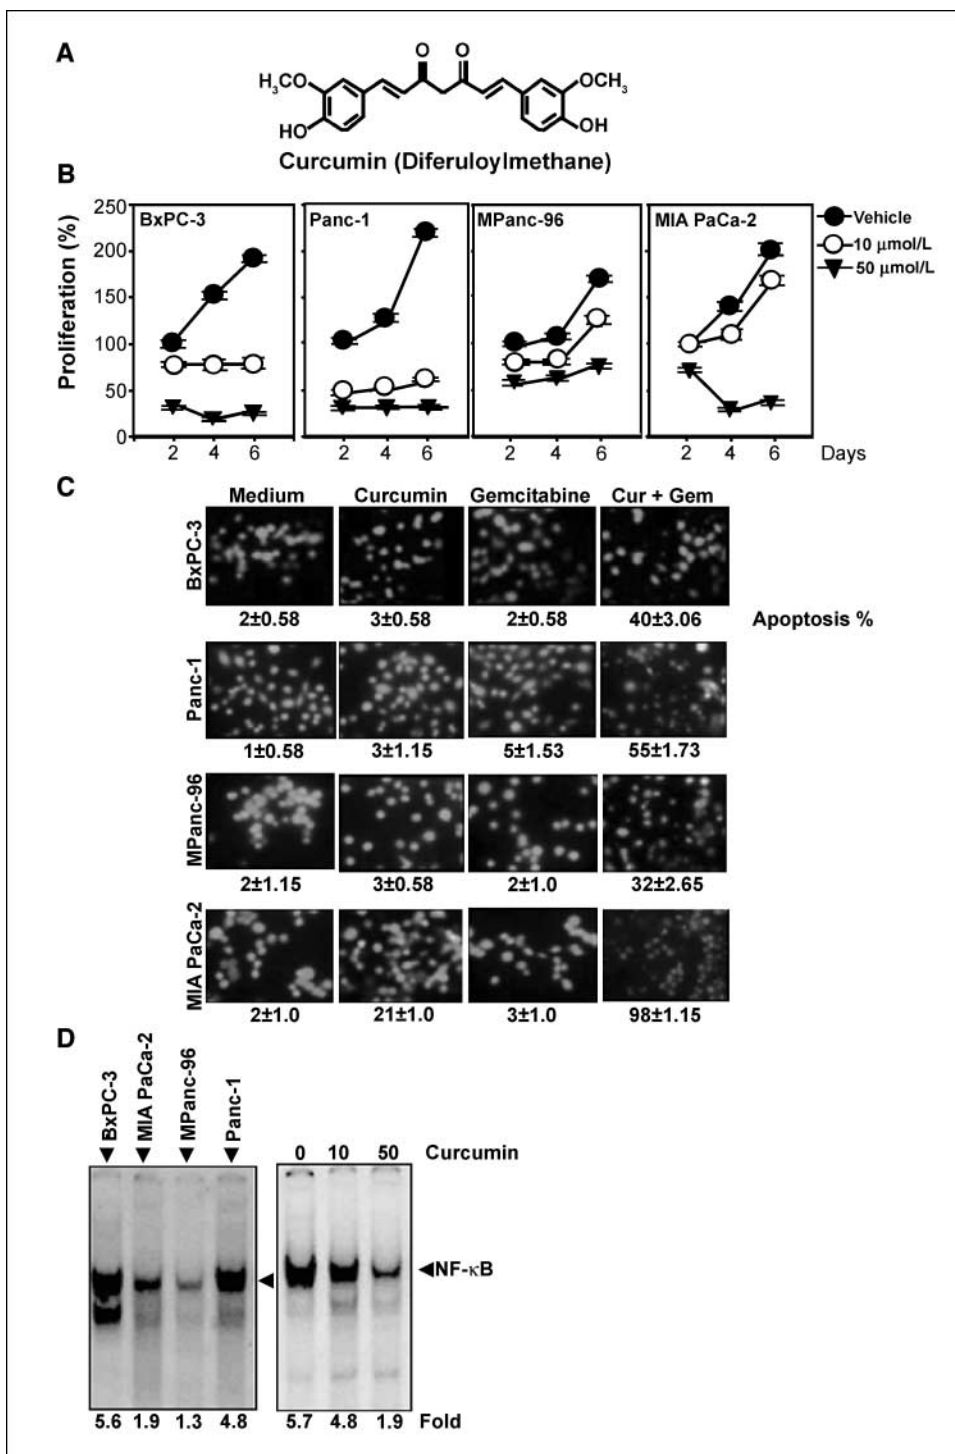 A
O O
H₃CO OCH₃
HO OH
Curcumin (Diferuloylmethane)
B
Proliferation (%)
250
200
150
100
50
0
BxPC-3 Panc-1 MPanc-96 MIA PaCa-2
Vehicle
10 μmol/L
50 μmol/L
2 4 6 2 4 6 2 4 6 2 4 6 Days
C
Medium Curcumin Gemcitabine Cur + Gem
BxPC-3
2±0.58 3±0.58 2±0.58 40±3.06 Apoptosis %
Panc-1
1±0.58 3±1.15 5±1.53 55±1.73
MPanc-96
2±1.15 3±0.58 2±1.0 32±2.65
MIA PaCa-2
2±1.0 21±1.0 3±1.0 98±1.15
D
BxPC-3
MIA PaCa-2
MPanc-96
Panc-1
0 10 50 Curcumin
NF-κB
5.6 1.9 1.3 4.8 5.7 4.8 1.9 Fold